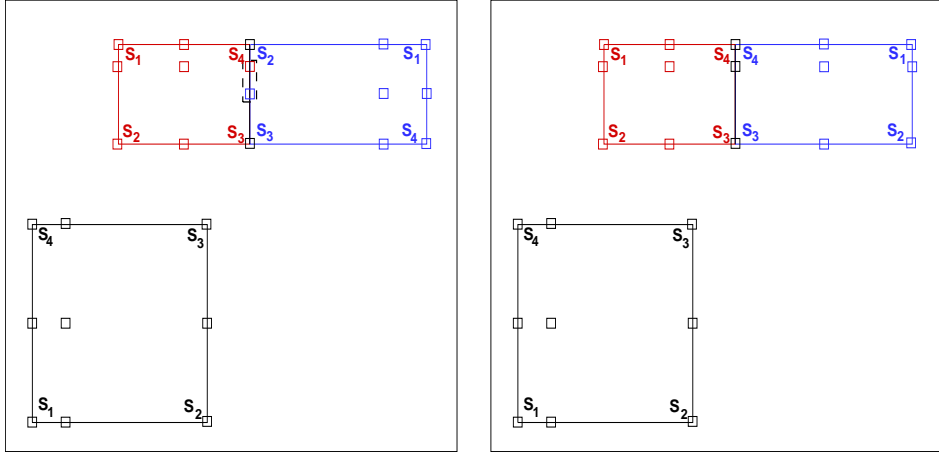 S1 S4 S2 S1
S2 S3 S3 S4
S4 S3
S1 S2
S1 S4 S4 S1
S2 S3 S3 S2
S4 S3
S1 S2